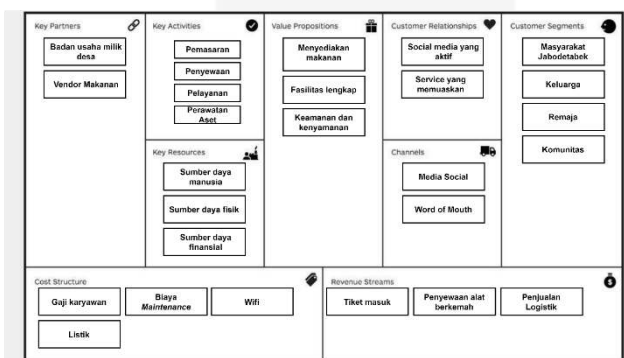 Key Partners
Badan usaha milik
desa
Vendor Makanan
Key Activities
Pemasaran
Penyewaan
Pelayanan
Perawatan
Aset
Key Resources
Sumber daya
manusia
Sumber daya fisik
Sumber daya
finansial
Value Propositions
Menyediakan
makanan
Fasilitas lengkap
Keamanan dan
kenyamanan
Customer Relationships
Social media yang
aktif
Service yang
memuaskan
Channels
Media Social
Word of Mouth
Customer Segments
Masyarakat
Jabodetabek
Keluarga
Remaja
Komunitas
Cost Structure
Gaji karyawan
Biaya
Maintenance
Wifi
Listik
Revenue Streams
Tiket masuk
Penyewaan alat
berkemah
Penjualan
Logistik